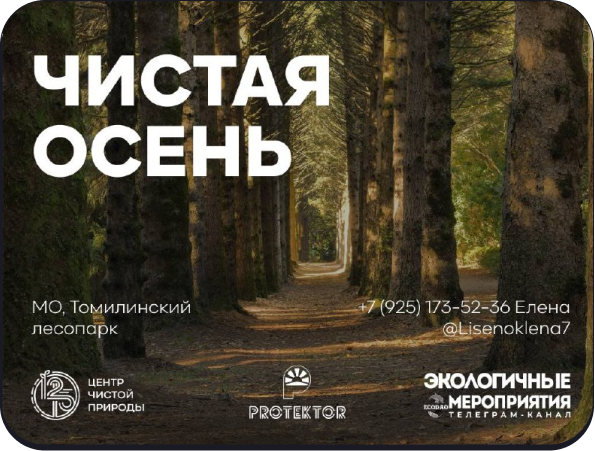 ЧИСТАЯ
ОСЕНЬ
МО, Томилинский
лесопарк
+7 (925) 173-52-36 Елена
@Lisenoklena7
ЦЕНТР
ЧИСТОЙ
ПРИРОДЫ
PROTEKTOR
ЭКОЛОГИЧНЫЕ
ECODAO МЕРОПРИЯТИЯ
ТЕЛЕГРАМ-КАНАЛ